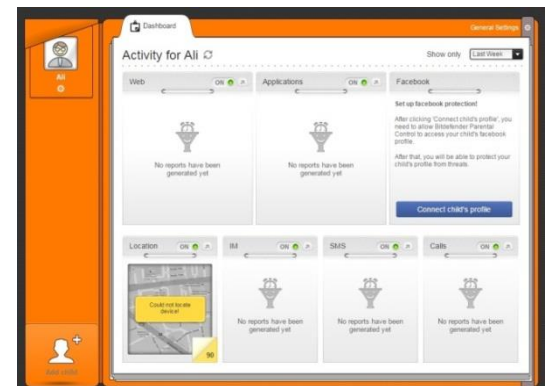 Dashboard
General Settings
Ali
Activity for Ali
Show only
Last Week
Web
ON
Applications
ON
Facebook
No reports have been
generated yet
No reports have been
generated yet
Set up facebook protection!
After clicking 'Connect child's profile', you
need to allow Bitdefender Parental
Control to access your child's facebook
profile.
After that, you will be able to protect your
child's profile from threats.
Connect child's profile
Location
ON
IM
ON
SMS
ON
Calls
ON
Could not locate
device!
90
No reports have been
generated yet
No reports have been
generated yet
No reports have been
generated yet
Add child